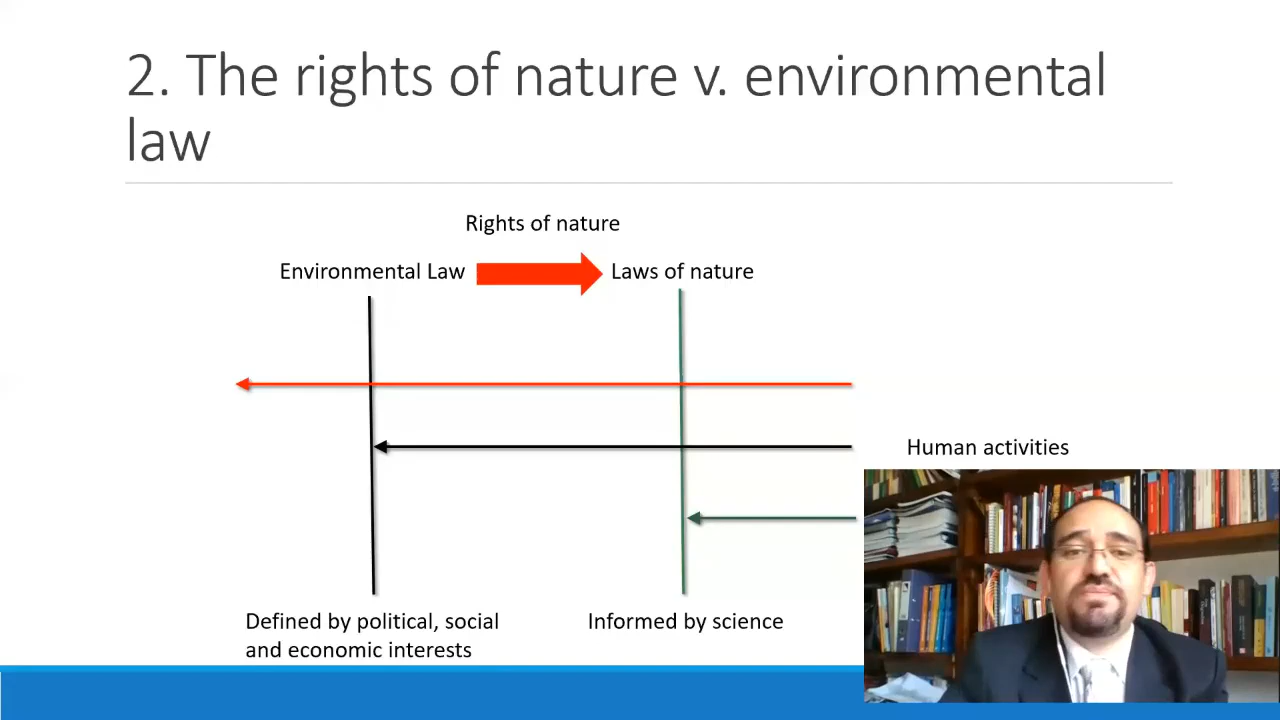 2. The rights of nature v. environmental
law
Rights of nature
Environmental Law
Laws of nature
Human activities
Defined by political, social
and economic interests
Informed by science